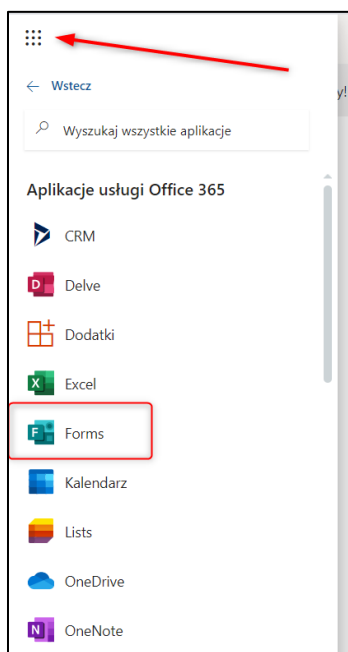 Wstecz
y!
Wyszukaj wszystkie aplikacje
Aplikacje usługi Office 365
CRM
D Delve
Dodatki
X Excel
F Forms
Kalendarz
Lists
OneDrive
N OneNote